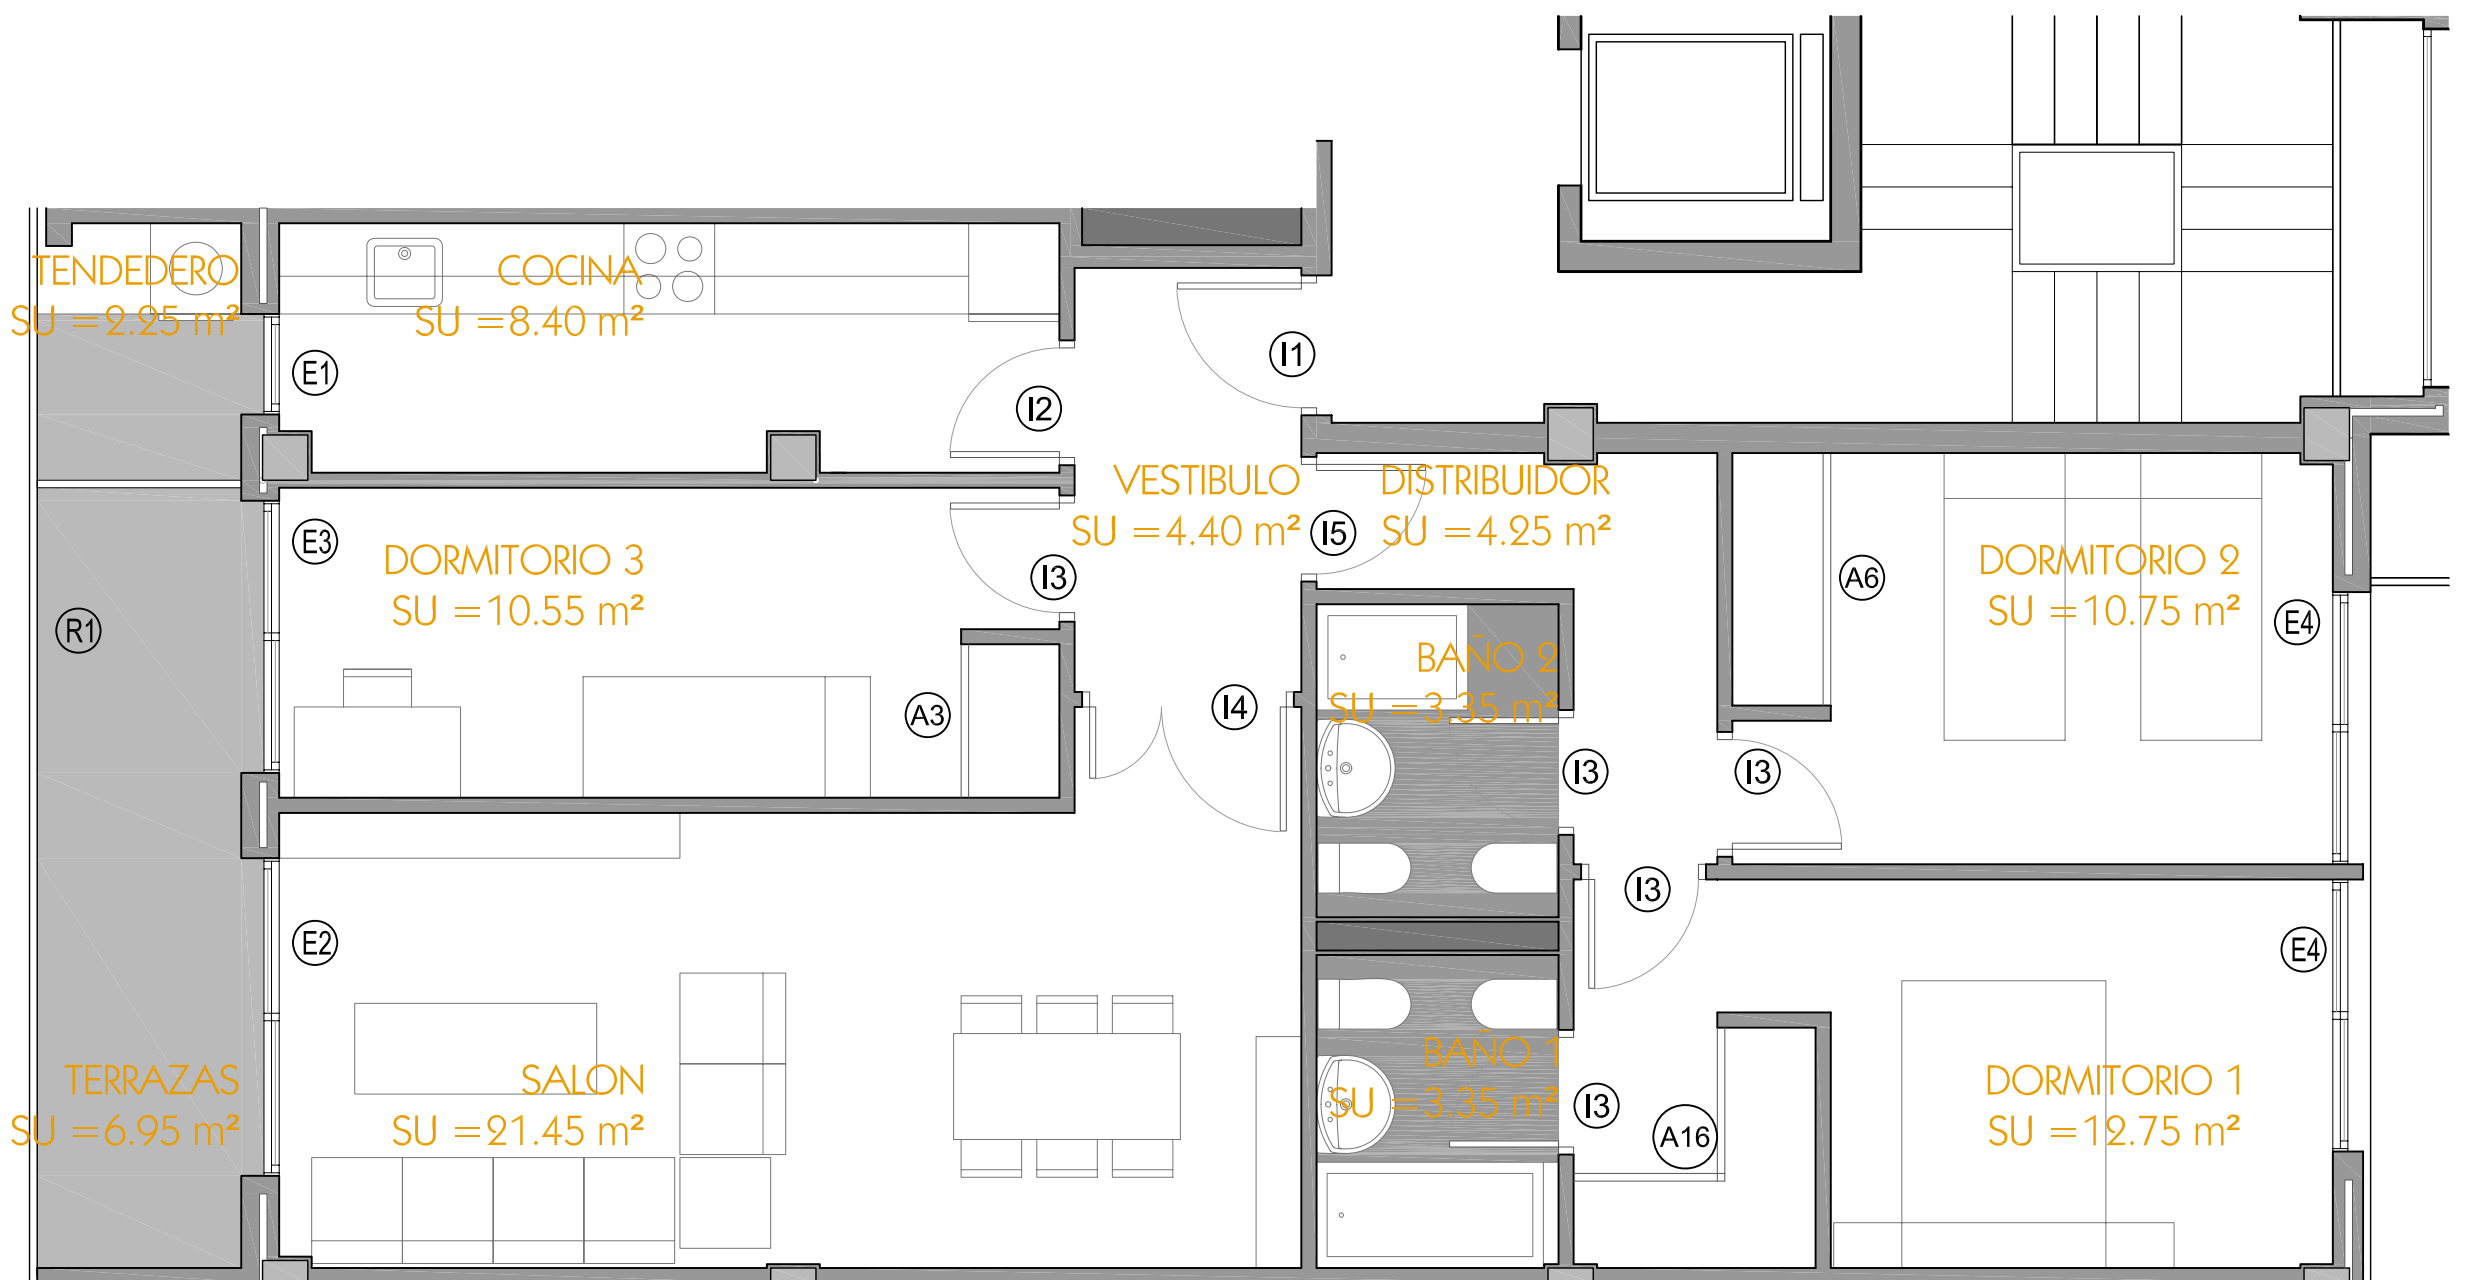 TENDEDERO
SU =2.25 m²
COCINA
SU =8.40 m²
E1
I1
I2
VESTIBULO
SU =4.40 m²
DISTRIBUIDOR
SU =4.25 m²
I5
E3
DORMITORIO 3
SU =10.55 m²
I3
A6
DORMITORIO 2
SU =10.75 m²
E4
R1
BAÑO 2
SU =3.35 m²
A3
I4
I3
I3
I3
E2
E4
TERRAZAS
SU =6.95 m²
SALON
SU =21.45 m²
BAÑO 1
SU =3.35 m²
I3
A16
DORMITORIO 1
SU =12.75 m²